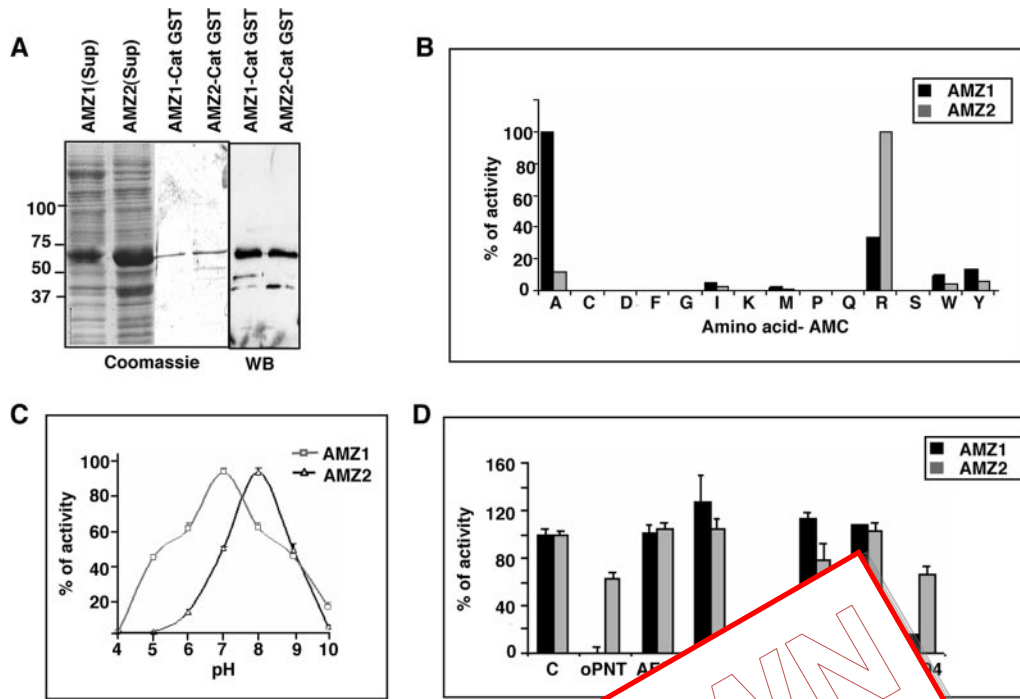 A
AMZ1(Sup)
AMZ2(Sup)
AMZ1-Cat GST
AMZ2-Cat GST
AMZ1-Cat GST
AMZ2-Cat GST
100
75
50
37
Coomassie
WB
B
AMZ1
AMZ2
% of activity
100
80
60
40
20
0
A C D F G I K M P Q R S W Y
Amino acid- AMC
C
AMZ1
AMZ2
% of activity
100
80
60
40
20
4 5 6 7 8 9 10
pH
D
AMZ1
AMZ2
% of activity
160
120
80
40
0
C oPNT